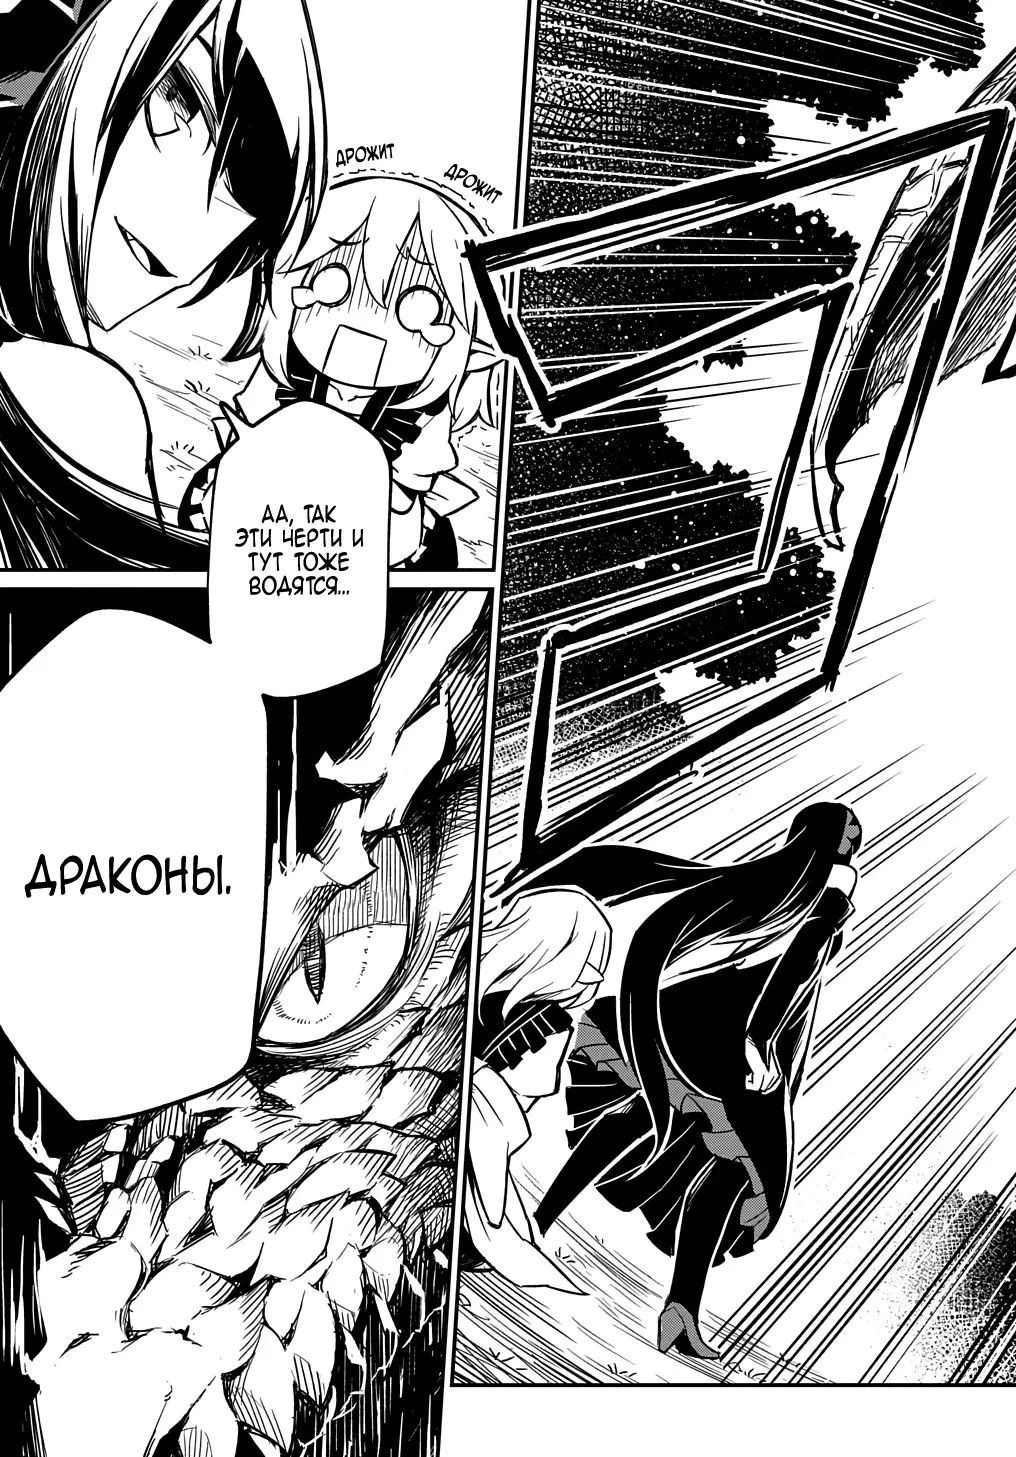 ДРОЖИТ
ДРОЖИТ
АА, ТАК
ЭТИ ЧЕРТИ И
ТУТ ТОЖЕ
ВОДЯТСЯ...
ДРАКОНЫ.